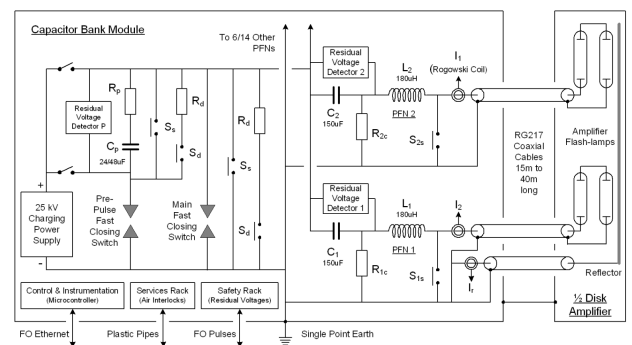 Capacitor Bank Module
To 6/14 Other
PFNs
Residual
Voltage
Detector P
Rp
Cp
24/48uF
Ss
Rd
Sd
Ss
Rd
Sd
25 kV
Charging
Power
Supply
+
-
Pre-
Pulse
Fast
Closing
Switch
Main
Fast
Closing
Switch
Residual
Voltage
Detector 2
C2
150uF
R2c
L2
180uH
PFN 2
S2s
I1
(Rogowski Coil)
Residual
Voltage
Detector 1
C1
150uF
R1c
L1
180uH
PFN 1
S1s
I2
Ir
RG217
Coaxial
Cables
15m to
40m
long
Amplifier
Flash-lamps
Reflector
½ Disk
Amplifier
Control & Instrumentation
(Microcontroller)
Services Rack
(Air Interlocks)
Safety Rack
(Residual Voltages)
FO Ethernet
Plastic Pipes
FO Pulses
Single Point Earth